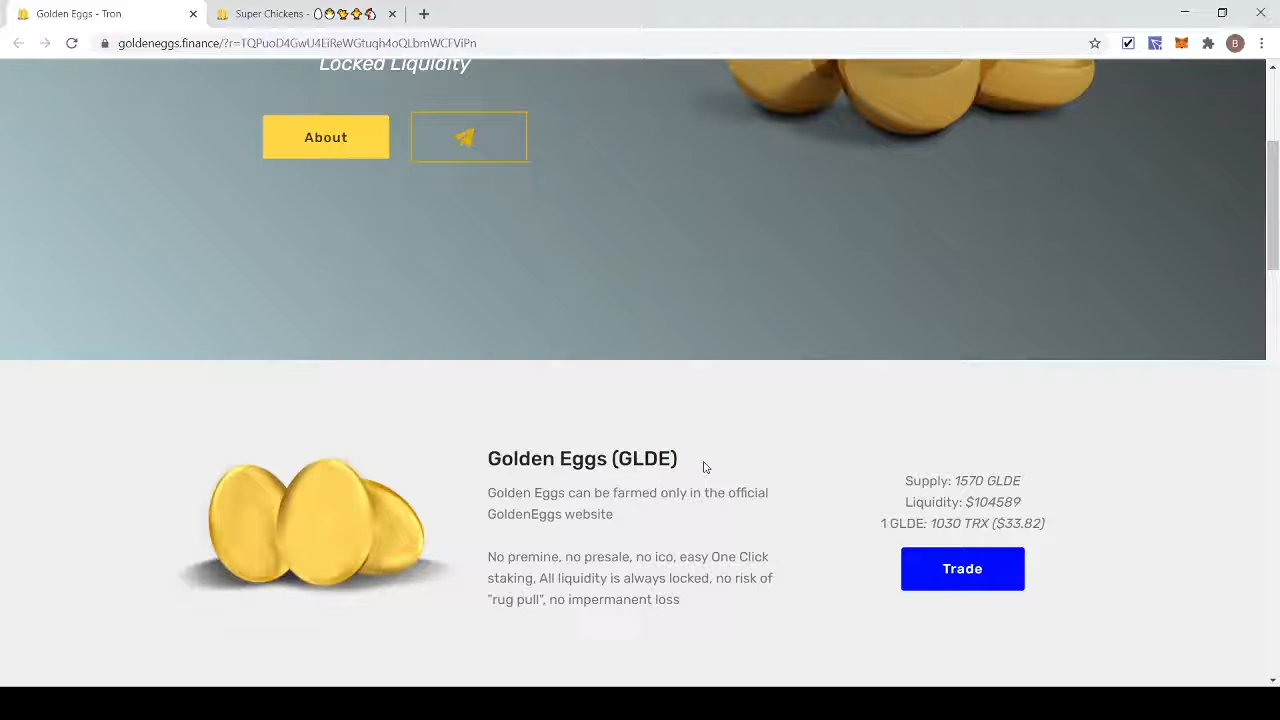 Golden Eggs - Tron
Super Chickens -
goldeneggs.finance/?r=TQPuoD4GwU4EiReWGtuqh4oQLbmWCFViPn
B
Locked Liquidity
About
Golden Eggs (GLDE)
Golden Eggs can be farmed only in the official
GoldenEggs website
No premine, no presale, no ico, easy One Click
staking, All liquidity is always locked, no risk of
"rug pull", no impermanent loss
Supply: 1570 GLDE
Liquidity: $104589
1 GLDE: 1030 TRX ($33.82)
Trade